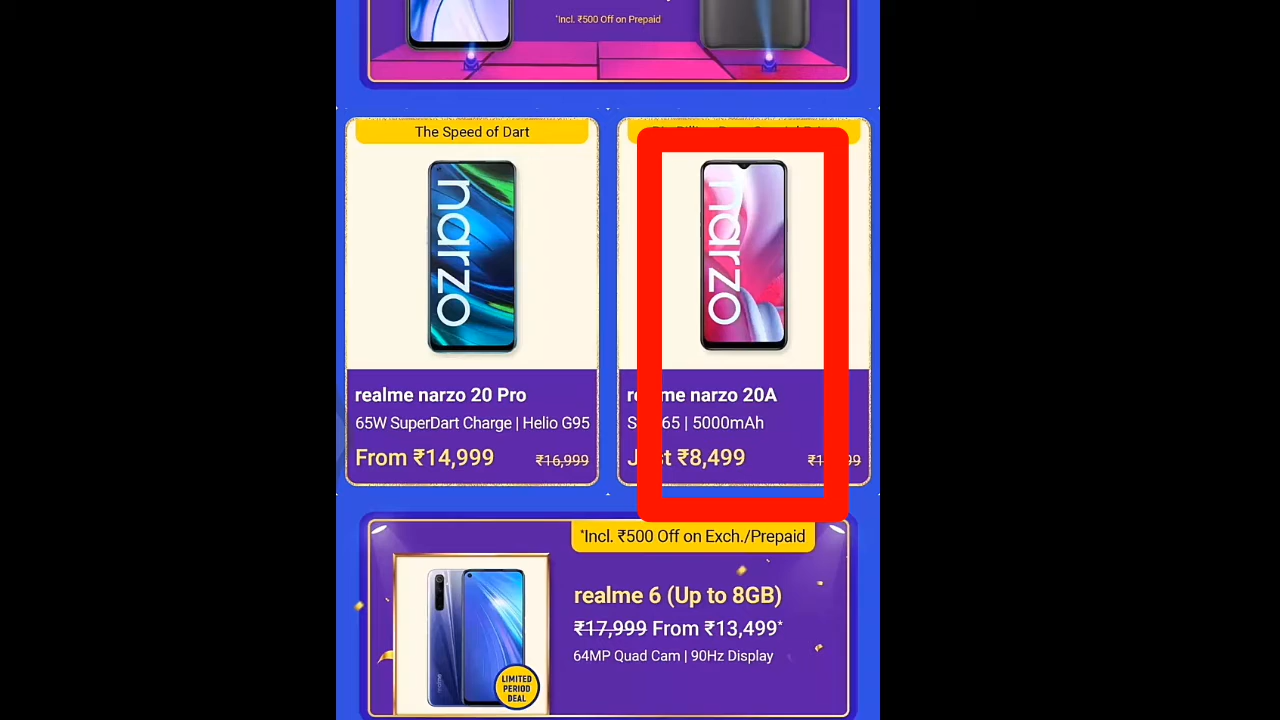 *Incl. ₹500 Off on Prepaid
The Speed of Dart
narzo
narzo
realme narzo 20 Pro
65W SuperDart Charge | Helio G95
From ₹14,999 ₹16,999
narzo 20A
5000mAh
₹8,499
*Incl. ₹500 Off on Exch./Prepaid
realme 6 (Up to 8GB)
₹17,999 From ₹13,499*
64MP Quad Cam | 90Hz Display
realme
LIMITED
PERIOD
DEAL